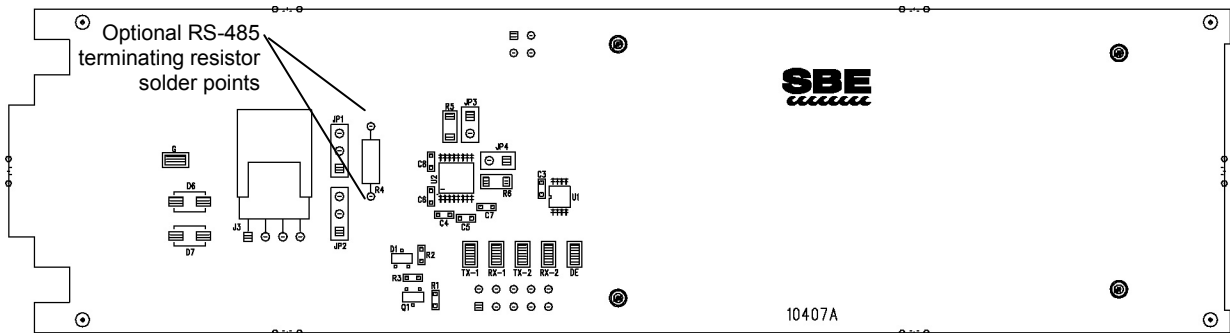 Optional RS-485
terminating resistor
solder points
SBE
G
D6
D7
J3
JP1
JP2
R4
R5
JP3
JP4
C8
U2
C6
R6
C7
C4
C5
C3
U1
D1
R2
R3
Q1
R1
TX-1
RX-1
TX-2
RX-2
DE
10407A